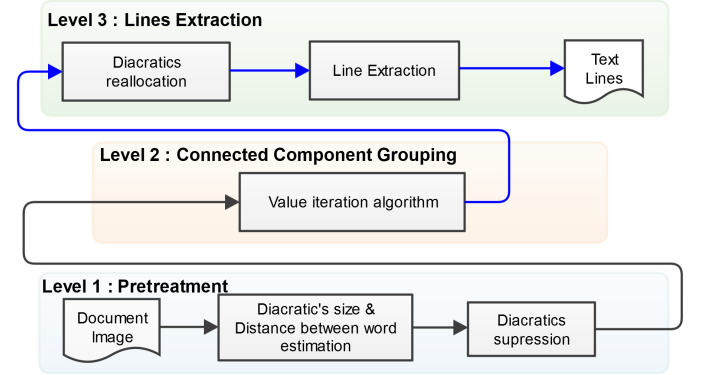 Level 3 : Lines Extraction
Diacratics
reallocation
Line Extraction
Text
Lines
Level 2 : Connected Component Grouping
Value iteration algorithm
Level 1 : Pretreatment
Document
Image
Diacratic's size &
Distance between word
estimation
Diacratics
supression